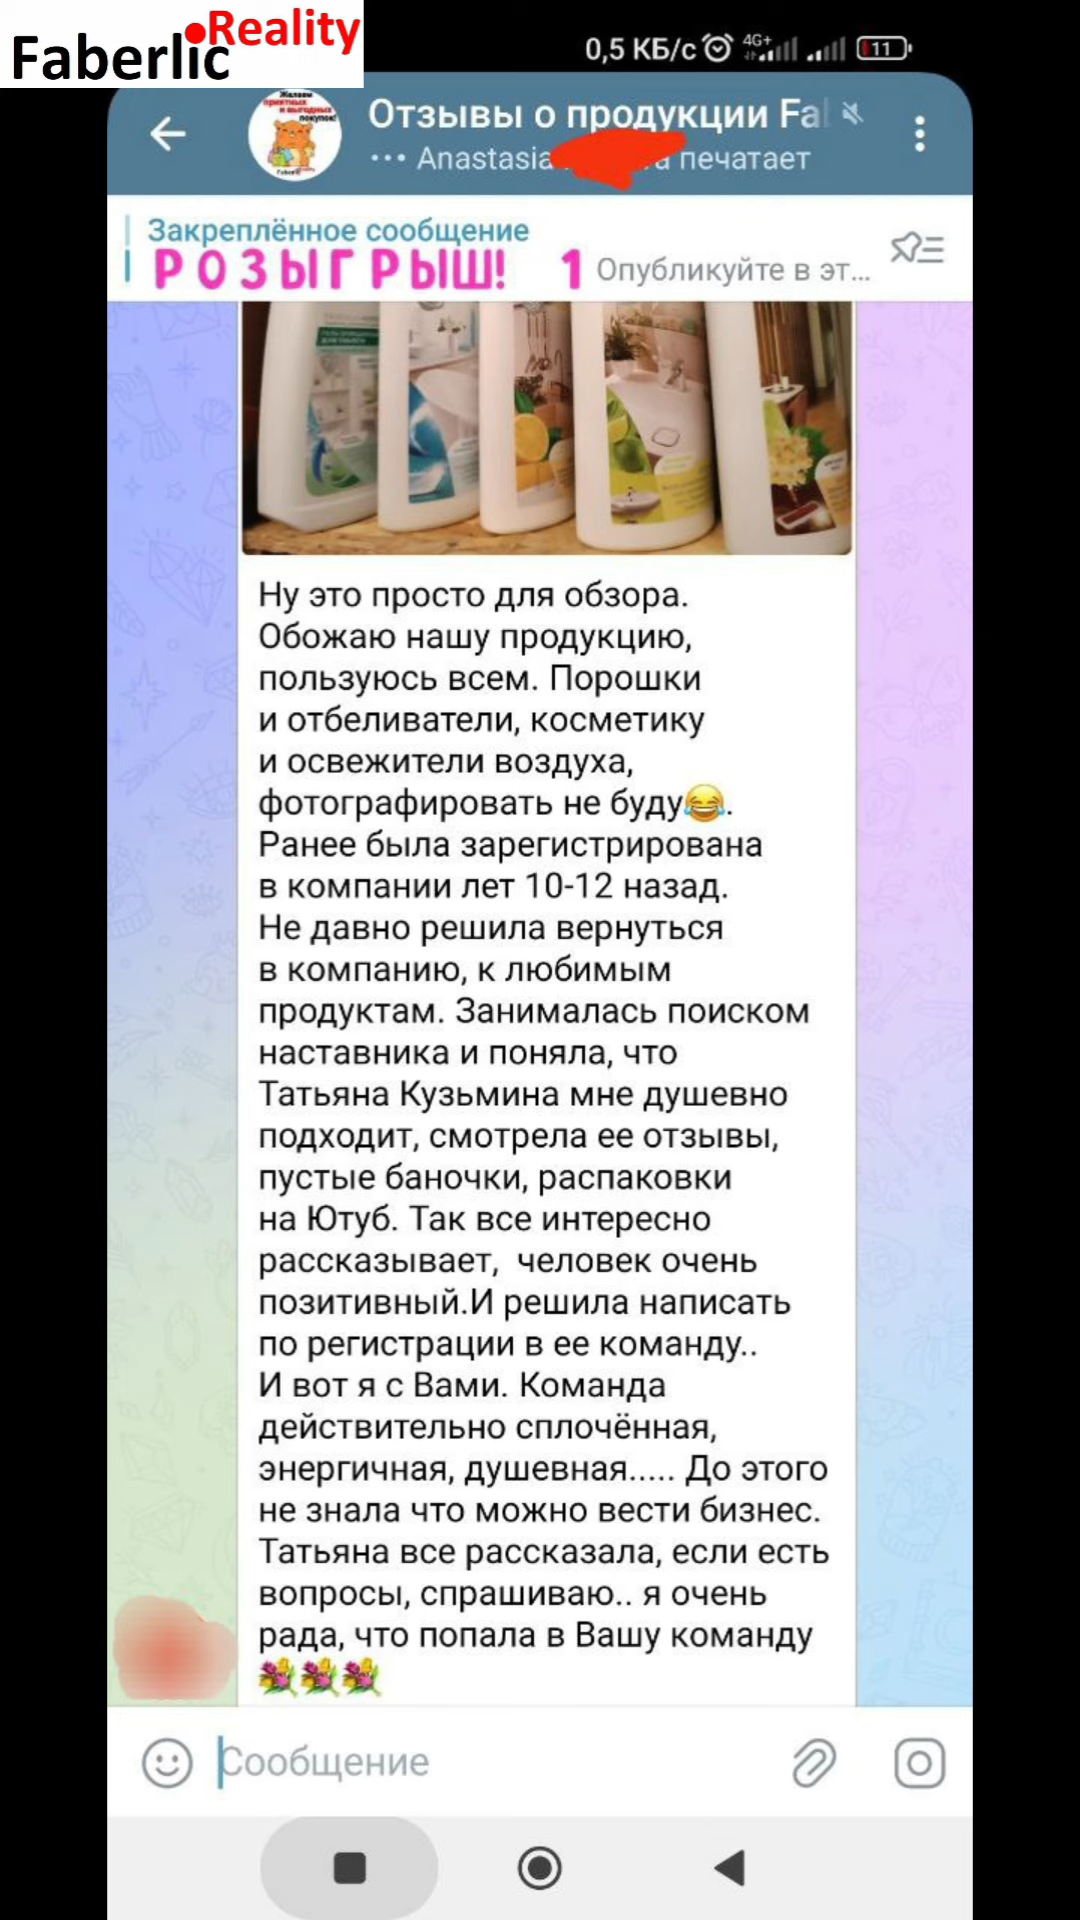 Reality
Faberlic
0,5 КБ/с 4G+ 11
Отзывы о продукции Fa
Anastasia а печатает
Закреплённое сообщение
РОЗЫГРЫШ! 1 Опубликуйте в эт...
Ну это просто для обзора.
Обожаю нашу продукцию,
пользуюсь всем. Порошки
и отбеливатели, косметику
и освежители воздуха,
фотографировать не буду😂.
Ранее была зарегистрирована
в компании лет 10-12 назад.
Не давно решила вернуться
в компанию, к любимым
продуктам. Занималась поиском
наставника и поняла, что
Татьяна Кузьмина мне душевно
подходит, смотрела ее отзывы,
пустые баночки, распаковки
на Ютуб. Так все интересно
рассказывает, человек очень
позитивный.И решила написать
по регистрации в ее команду..
И вот я с Вами. Команда
действительно сплочённая,
энергичная, душевная..... До этого
не знала что можно вести бизнес.
Татьяна все рассказала, если есть
вопросы, спрашиваю.. я очень
рада, что попала в Вашу команду
💐💐💐
Сообщение